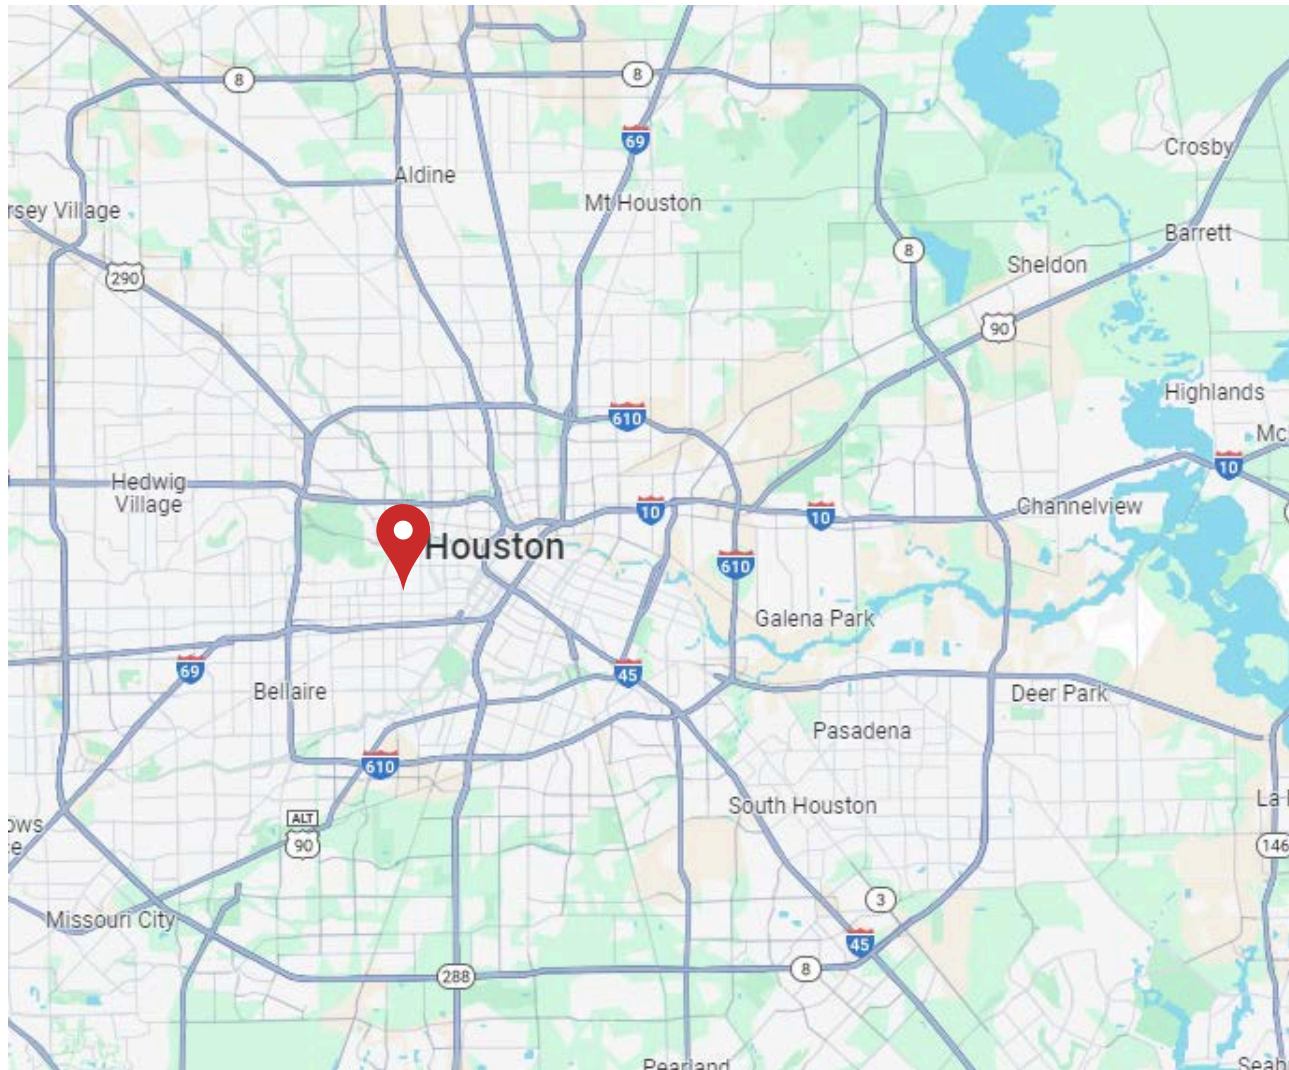 8
8
69
Aldine
Crosby
Mt Houston
rsey Village
Barrett
8
Sheldon
290
90
Highlands
610
Mc
10
Hedwig
Village
10
10
Channelview
Houston
610
Galena Park
69
45
Bellaire
Deer Park
Pasadena
610
South Houston
La
ALT
90
ows
e
146
3
Missouri City
45
8
288
Pearland
Seab